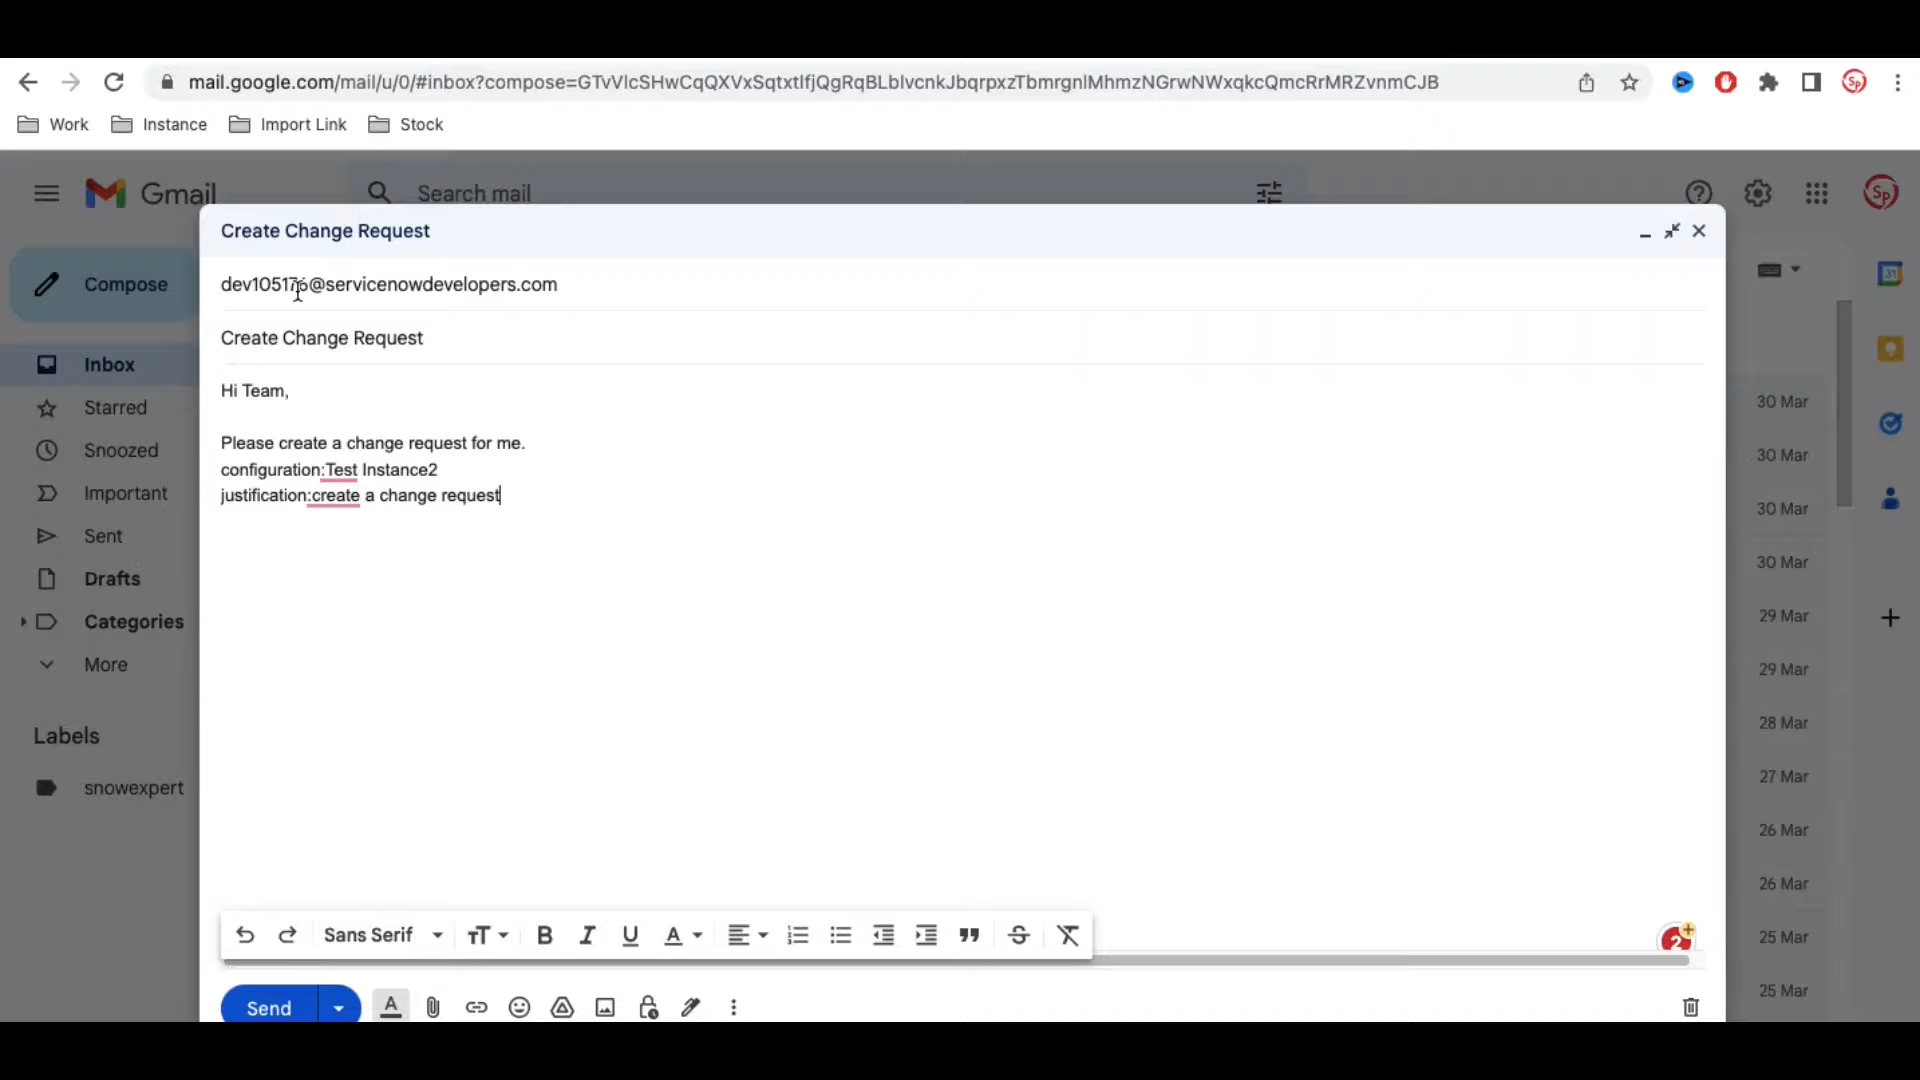 mail.google.com/mail/u/0/#inbox?compose=GTvVlcSHwCqQXVxSqtxtlfjQgRqBLblvcnkJbqrpxzTbmrgnlMhmzNGrwNWxqkcQmcRrMRZvnmCJB
Sp
Work Instance Import Link Stock
Gmail
Search mail
Sp
Create Change Request
Compose
dev105176@servicenowdevelopers.com
31
Create Change Request
Inbox
Hi Team,
30 Mar
Starred
Please create a change request for me.
30 Mar
Snoozed
configuration:Test Instance2
Important
justification:create a change request
30 Mar
Sent
30 Mar
Drafts
Categories
29 Mar
More
29 Mar
Labels
28 Mar
snowexpert
27 Mar
26 Mar
26 Mar
Sans Serif
2
25 Mar
Send
25 Mar